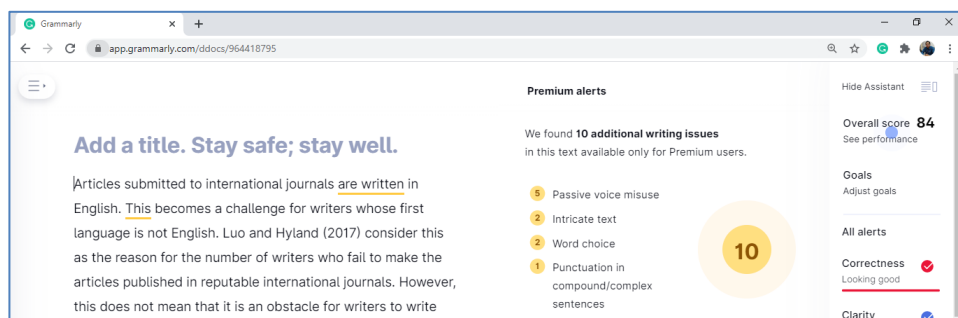 Grammarly
app.grammarly.com/ddocs/964418795
Add a title. Stay safe; stay well.
Articles submitted to international journals are written in
English. This becomes a challenge for writers whose first
language is not English. Luo and Hyland (2017) consider this
as the reason for the number of writers who fail to make the
articles published in reputable international journals. However,
this does not mean that it is an obstacle for writers to write
Premium alerts
We found 10 additional writing issues
in this text available only for Premium users.
5 Passive voice misuse
2 Intricate text
2 Word choice
1 Punctuation in
compound/complex
sentences
10
Hide Assistant
Overall score 84
See performance
Goals
Adjust goals
All alerts
Correctness
Looking good
Clarity